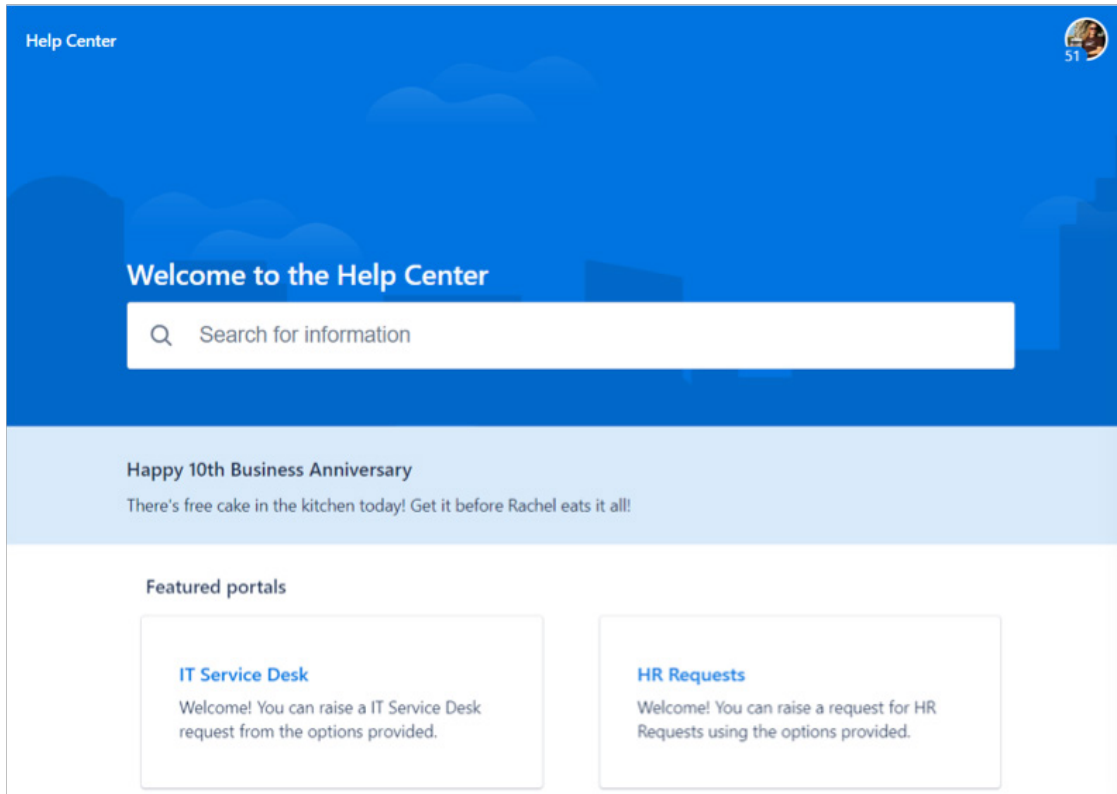 Help Center
51
Welcome to the Help Center
Search for information
Happy 10th Business Anniversary
There's free cake in the kitchen today! Get it before Rachel eats it all!
Featured portals
IT Service Desk
Welcome! You can raise a IT Service Desk
request from the options provided.
HR Requests
Welcome! You can raise a request for HR
Requests using the options provided.